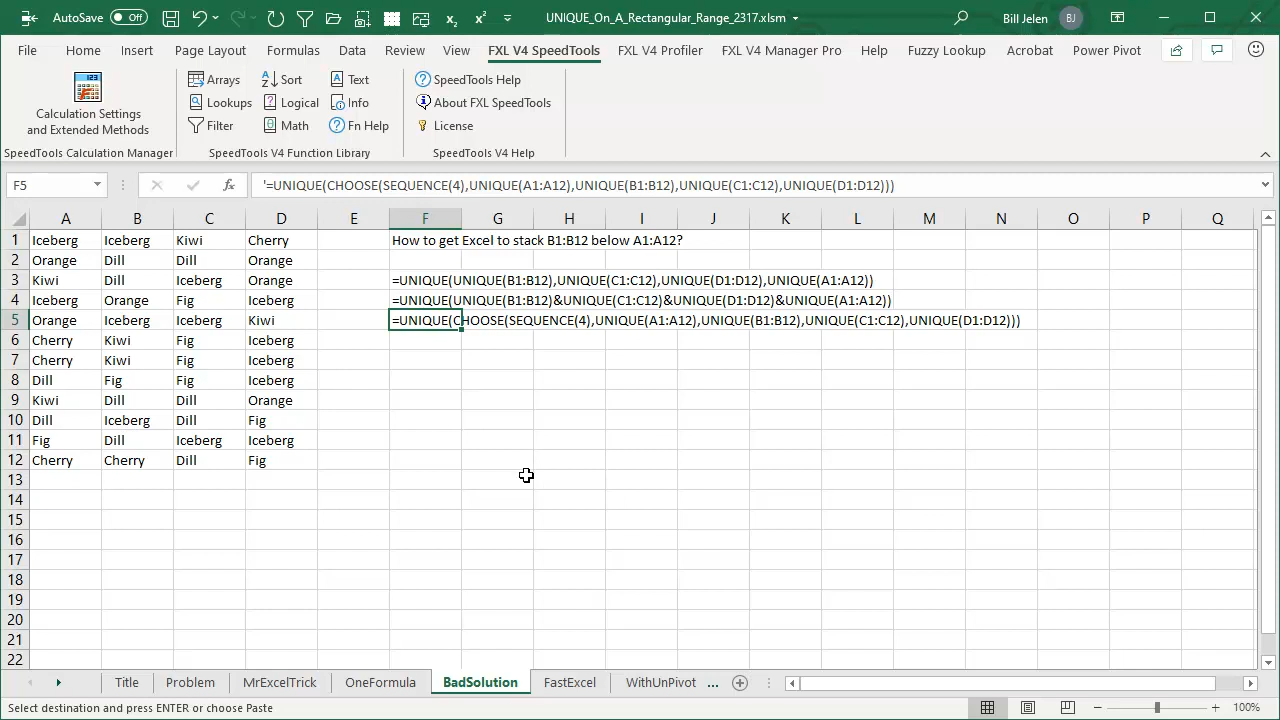 AutoSave Off UNIQUE_On_A_Rectangular_Range_2317.xlsm Bill Jelen BJ
File Home Insert Page Layout Formulas Data Review View FXL V4 SpeedTools FXL V4 Profiler FXL V4 Manager Pro Help Fuzzy Lookup Acrobat Power Pivot
Arrays Sort Text SpeedTools Help
Calculation Settings and Extended Methods Lookups Logical Info About FXL SpeedTools
Filter Math Fn Help License
SpeedTools Calculation Manager SpeedTools V4 Function Library SpeedTools V4 Help
F5 fx '=UNIQUE(CHOOSE(SEQUENCE(4),UNIQUE(A1:A12),UNIQUE(B1:B12),UNIQUE(C1:C12),UNIQUE(D1:D12)))
A B C D E F G H I J K L M N O P Q
1 Iceberg Iceberg Kiwi Cherry How to get Excel to stack B1:B12 below A1:A12?
2 Orange Dill Dill Orange
3 Kiwi Dill Iceberg Orange =UNIQUE(UNIQUE(B1:B12),UNIQUE(C1:C12),UNIQUE(D1:D12),UNIQUE(A1:A12))
4 Iceberg Orange Fig Iceberg =UNIQUE(UNIQUE(B1:B12)&UNIQUE(C1:C12)&UNIQUE(D1:D12)&UNIQUE(A1:A12))
5 Orange Iceberg Iceberg Kiwi =UNIQUE(CHOOSE(SEQUENCE(4),UNIQUE(A1:A12),UNIQUE(B1:B12),UNIQUE(C1:C12),UNIQUE(D1:D12)))
6 Cherry Kiwi Fig Iceberg
7 Cherry Kiwi Fig Iceberg
8 Dill Fig Fig Iceberg
9 Kiwi Dill Dill Orange
10 Dill Iceberg Dill Fig
11 Fig Dill Iceberg Iceberg
12 Cherry Cherry Dill Fig
13
14
15
16
17
18
19
20
21
22
Title Problem MrExcelTrick OneFormula BadSolution FastExcel WithUnPivot ...
Select destination and press ENTER or choose Paste 100%